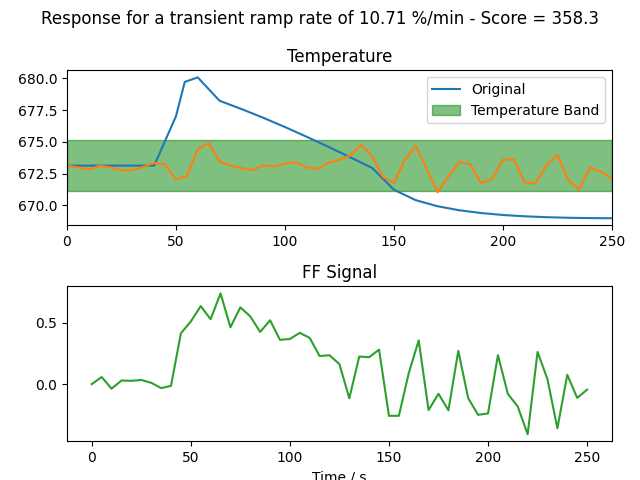 Response for a transient ramp rate of 10.71 %/min - Score = 358.3
Temperature
680.0
677.5
675.0
672.5
670.0
Original
Temperature Band
0 50 100 150 200 250
FF Signal
0.5
0.0
0 50 100 150 200 250
Time / s